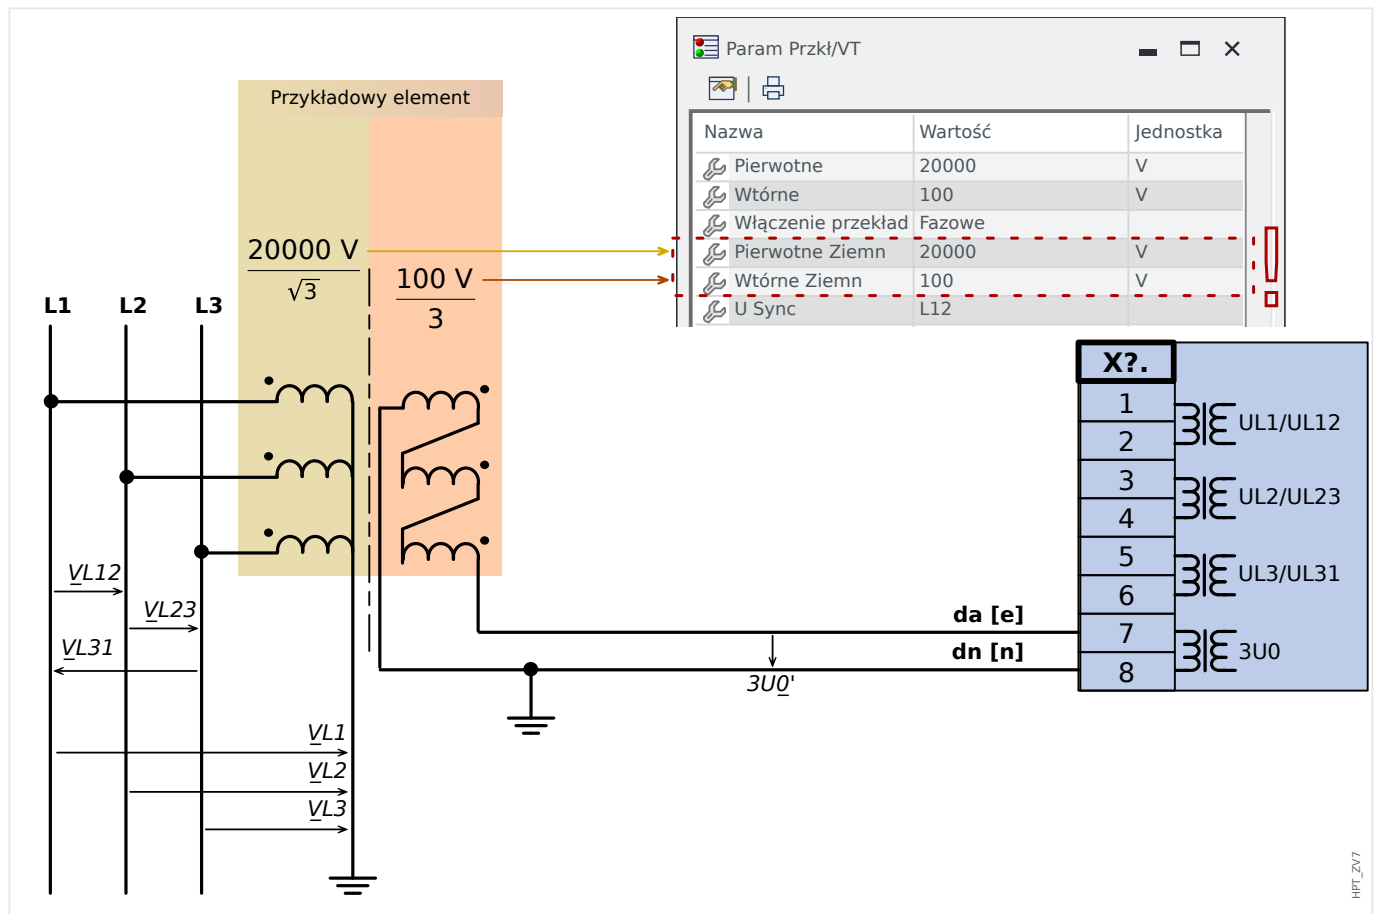 Param Przkł/VT
Nazwa Wartość Jednostka
Pierwotne 20000 V
Wtórne 100 V
Włączenie przekład Fazowe
Pierwotne Ziemn 20000 V
Wtórne Ziemn 100 V
U Sync L12
Przykładowy element
20000 V
√3
100 V
3
L1 L2 L3
X?.
1
2
3
4
5
6
7
8
UL1/UL12
UL2/UL23
UL3/UL31
3U0
VL12
VL23
VL31
da [e]
dn [n]
3U0'
VL1
VL2
VL3
HPT_ZV7